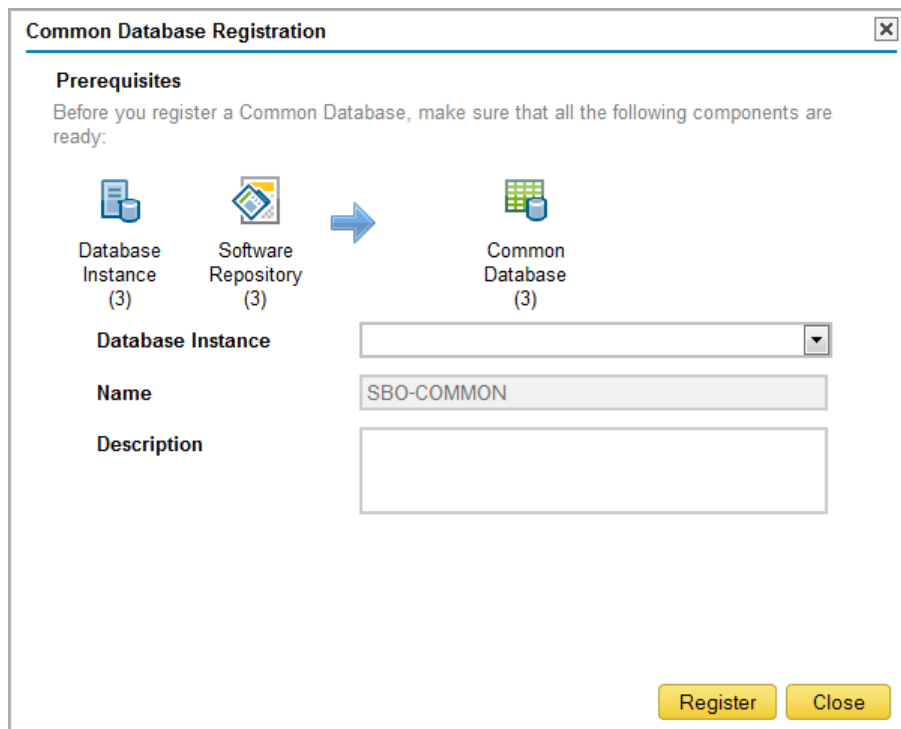 Common Database Registration
Prerequisites
Before you register a Common Database, make sure that all the following components are
ready:
Database
Instance
(3)
Software
Repository
(3)
Common
Database
(3)
Database Instance
Name
SBO-COMMON
Description
Register
Close